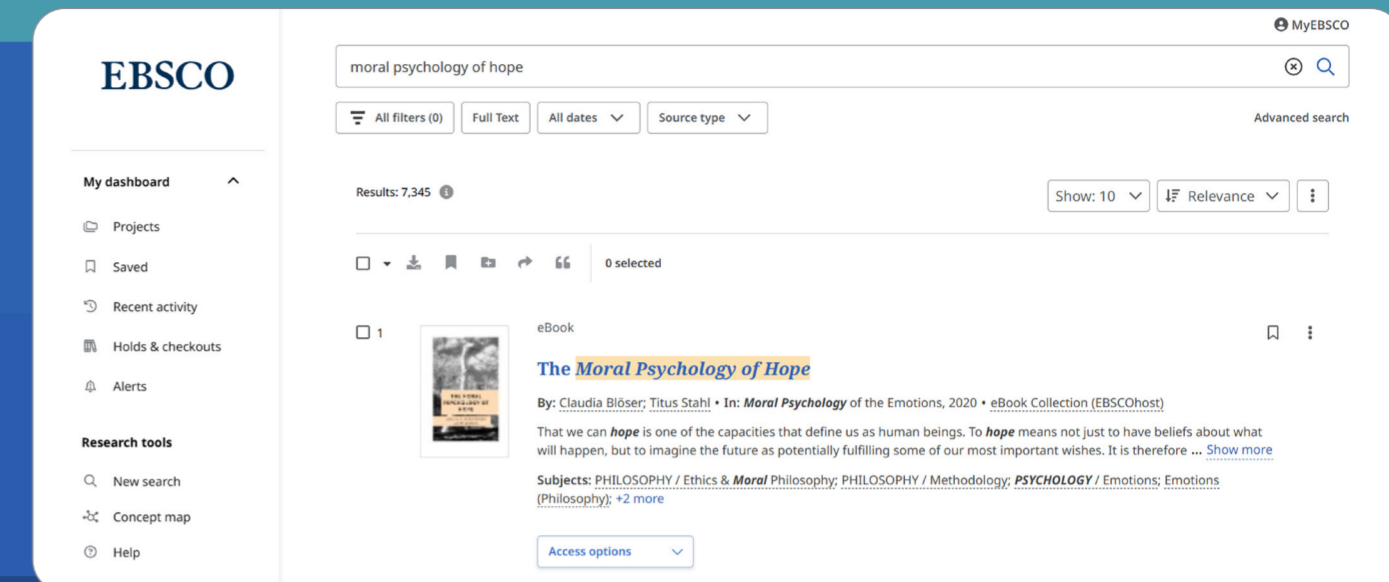 MyEBSCO
EBSCO
moral psychology of hope
All filters (0)
Full Text
All dates
Source type
Advanced search
My dashboard
Projects
Saved
Recent activity
Holds & checkouts
Alerts
Research tools
New search
Concept map
Help
Results: 7,345
Show: 10
Relevance
0 selected
1
THE MORAL
PSYCHOLOGY OF
HOPE
eBook
The Moral Psychology of Hope
By: Claudia Blöser; Titus Stahl • In: Moral Psychology of the Emotions, 2020 • eBook Collection (EBSCOhost)
That we can hope is one of the capacities that define us as human beings. To hope means not just to have beliefs about what
will happen, but to imagine the future as potentially fulfilling some of our most important wishes. It is therefore ... Show more
Subjects: PHILOSOPHY / Ethics & Moral Philosophy; PHILOSOPHY / Methodology; PSYCHOLOGY / Emotions; Emotions
(Philosophy); +2 more
Access options